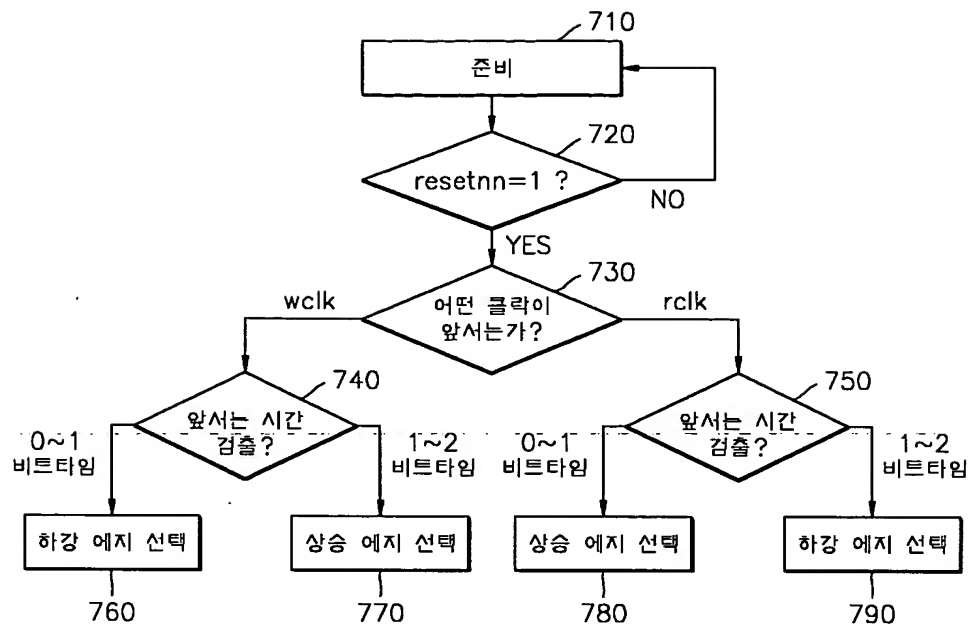 710
준비
720
resetnn=1 ?
NO
YES
730
wclk
어떤 클락이
앞서는가?
rclk
740
앞서는 시간
검출?
750
앞서는 시간
검출?
0~1
비트타임
1~2
비트타임
0~1
비트타임
1~2
비트타임
하강 에지 선택
상승 에지 선택
상승 에지 선택
하강 에지 선택
760
770
780
790